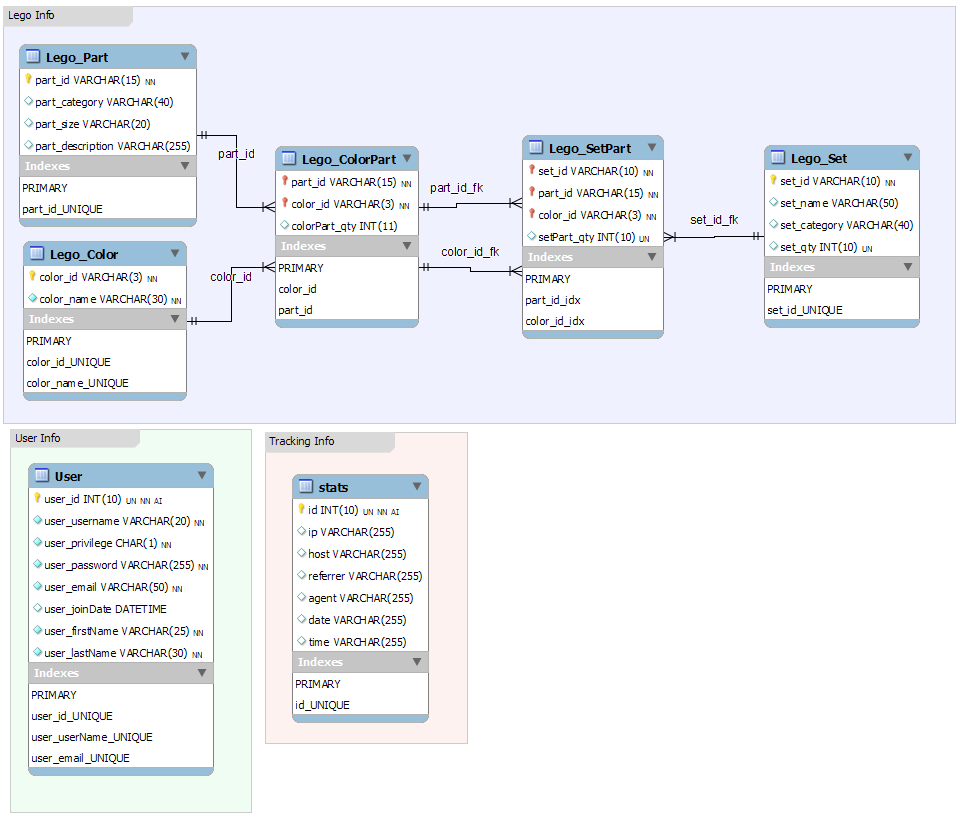 Lego Info
Lego_Part
part_id VARCHAR(15) NN
part_category VARCHAR(40)
part_size VARCHAR(20)
part_description VARCHAR(255)
Indexes
PRIMARY
part_id_UNIQUE
Lego_Color
color_id VARCHAR(3) NN
color_name VARCHAR(30) NN
Indexes
PRIMARY
color_id_UNIQUE
color_name_UNIQUE
part_id
color_id
Lego_ColorPart
part_id VARCHAR(15) NN
color_id VARCHAR(3) NN
colorPart_qty INT(11)
Indexes
PRIMARY
color_id
part_id
part_id_fk
color_id_fk
Lego_SetPart
set_id VARCHAR(10) NN
part_id VARCHAR(15) NN
color_id VARCHAR(3) NN
setPart_qty INT(10) UN
Indexes
PRIMARY
part_id_idx
color_id_idx
set_id_fk
Lego_Set
set_id VARCHAR(10) NN
set_name VARCHAR(50)
set_category VARCHAR(40)
set_qty INT(10) UN
Indexes
PRIMARY
set_id_UNIQUE
User Info
User
user_id INT(10) UN NN AI
user_username VARCHAR(20) NN
user_privilege CHAR(1) NN
user_password VARCHAR(255) NN
user_email VARCHAR(50) NN
user_joinDate DATETIME
user_firstName VARCHAR(25) NN
user_lastName VARCHAR(30) NN
Indexes
PRIMARY
user_id_UNIQUE
user_userName_UNIQUE
user_email_UNIQUE
Tracking Info
stats
id INT(10) UN NN AI
ip VARCHAR(255)
host VARCHAR(255)
referrer VARCHAR(255)
agent VARCHAR(255)
date VARCHAR(255)
time VARCHAR(255)
Indexes
PRIMARY
id_UNIQUE